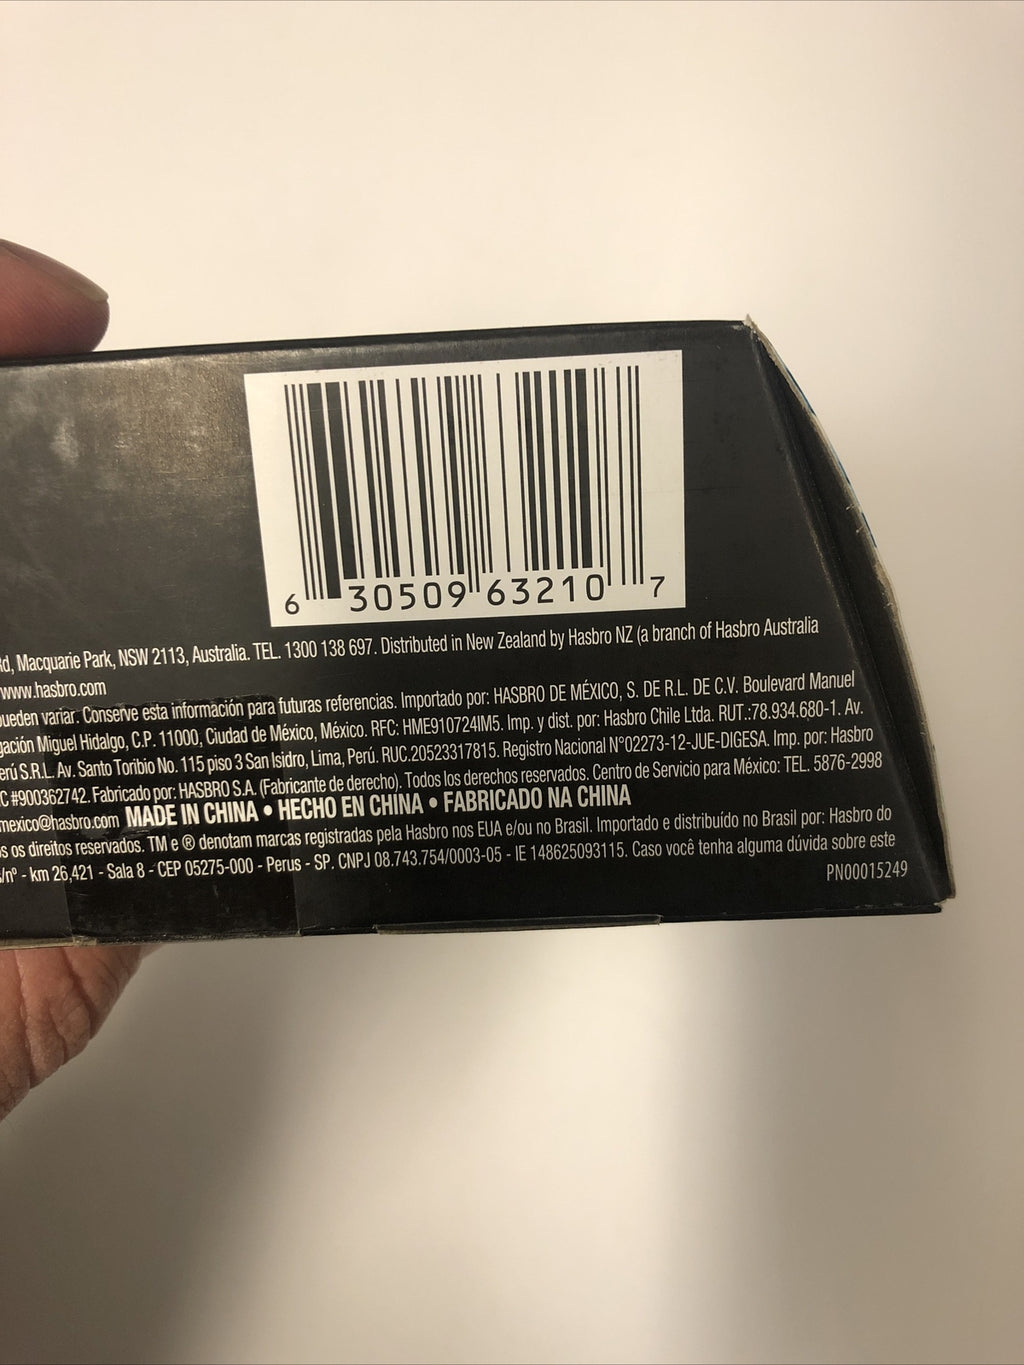 6 30509 63210 7
Rd, Macquarie Park, NSW 2113, Australia. TEL. 1300 138 697. Distributed in New Zealand by Hasbro NZ (a branch of Hasbro Australia
www.hasbro.com
pueden variar. Conserve esta información para futuras referencias. Importado por: HASBRO DE MÉXICO, S. DE R.L. DE C.V. Boulevard Manuel
gación Miguel Hidalgo, C.P. 11000, Ciudad de México, México. RFC: HME910724IM5. Imp. y dist. por: Hasbro Chile Ltda. RUT.:78.934.680-1. Av.
erú S.R.L. Av. Santo Toribio No. 115 piso 3 San Isidro, Lima, Perú. RUC.20523317815. Registro Nacional N°02273-12-JUE-DIGESA. Imp. por: Hasbro
C #900362742. Fabricado por: HASBRO S.A. (Fabricante de derecho). Todos los derechos reservados. Centro de Servicio para México: TEL. 5876-2998
mexico@hasbro.com MADE IN CHINA • HECHO EN CHINA • FABRICADO NA CHINA
s os direitos reservados. TM e ® denotam marcas registradas pela Hasbro nos EUA e/ou no Brasil. Importado e distribuído no Brasil por: Hasbro do
s/nº - km 26,421 - Sala 8 - CEP 05275-000 - Perus - SP. CNPJ 08.743.754/0003-05 - IE 148625093115. Caso você tenha alguma dúvida sobre este
PN00015249